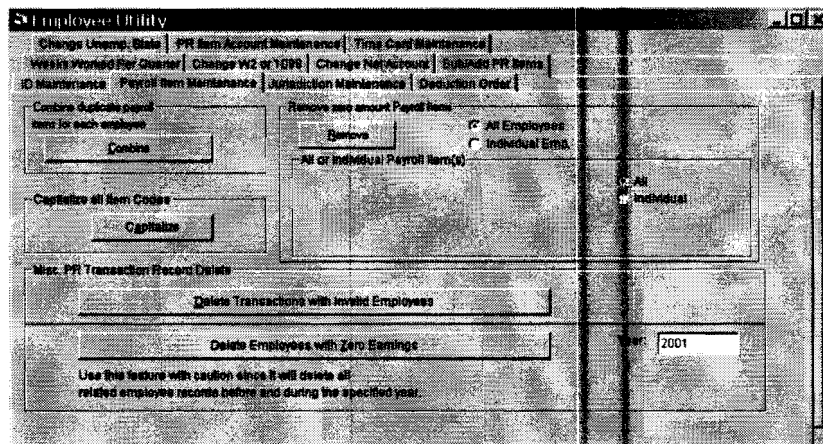 Employee Utility
Change Unemp. State PR Item Account Maintenance Time Card Maintenance
Weeks Worked Per Quarter Change W2 or 1099 Change Net Account Sub/Add PR Items
ID Maintenance Payroll Item Maintenance Jurisdiction Maintenance Deduction Order
Combine duplicate payroll
items for each employee
Combine
Remove zero amount Payroll Items
Remove
All Employees
Individual Emp.
All or Individual Payroll Item(s)
All
Individual
Capitalize all Item Codes
Capitalize
Misc. PR Transaction Record Delete
Delete Transactions with Invalid Employees
Delete Employees with Zero Earnings
Year: 2001
Use this feature with caution since it will delete all
related employee records before and during the specified year.